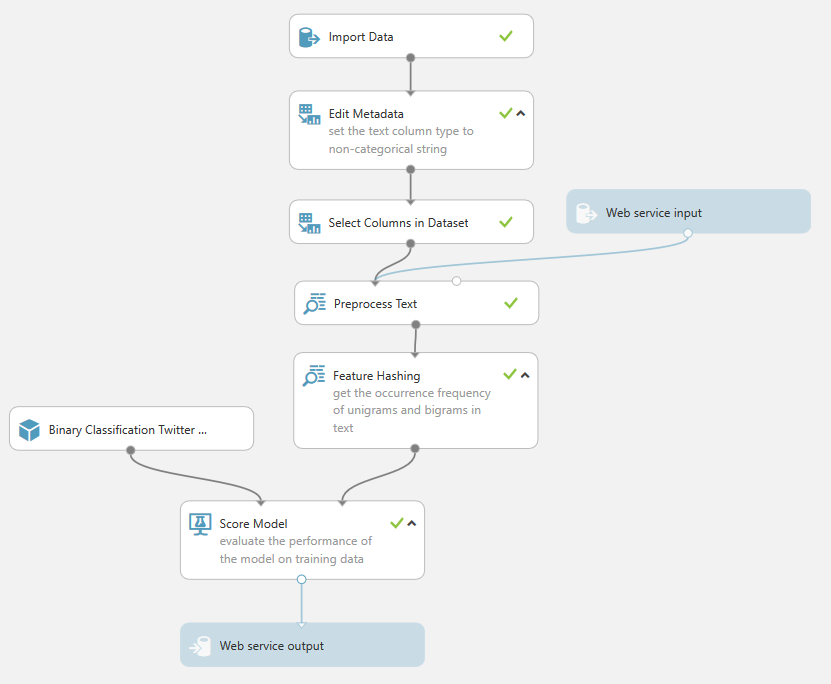 Import Data
Edit Metadata
set the text column type to
non-categorical string
Select Columns in Dataset
Web service input
Preprocess Text
Feature Hashing
get the occurrence frequency
of unigrams and bigrams in
text
Binary Classification Twitter ...
Score Model
evaluate the performance of
the model on training data
Web service output